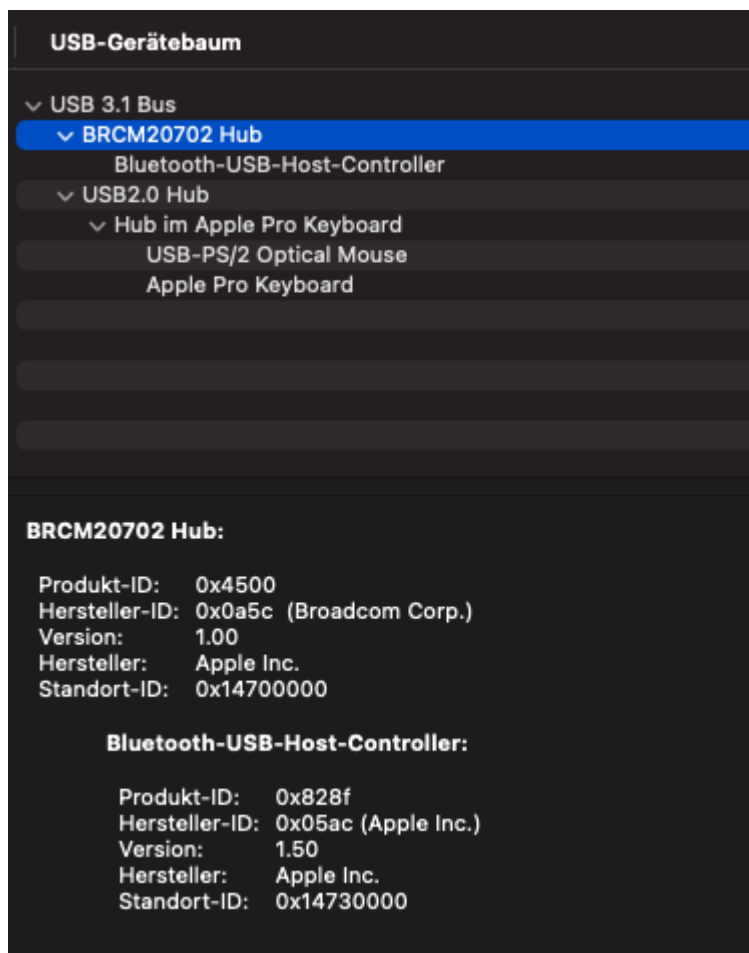 USB-Gerätebaum
USB 3.1 Bus
BRCM20702 Hub
Bluetooth-USB-Host-Controller
USB2.0 Hub
Hub im Apple Pro Keyboard
USB-PS/2 Optical Mouse
Apple Pro Keyboard
BRCM20702 Hub:
Produkt-ID: 0x4500
Hersteller-ID: 0x0a5c (Broadcom Corp.)
Version: 1.00
Hersteller: Apple Inc.
Standort-ID: 0x14700000
Bluetooth-USB-Host-Controller:
Produkt-ID: 0x828f
Hersteller-ID: 0x05ac (Apple Inc.)
Version: 1.50
Hersteller: Apple Inc.
Standort-ID: 0x14730000